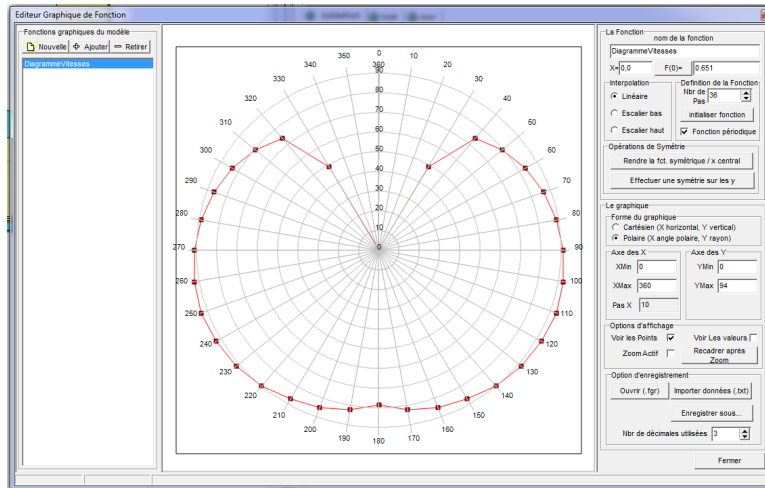 Editeur Graphique de Fonction
Fonctions graphiques du modèle
Nouvelle Ajouter Retirer
DiagrammeVitesses
0
350 360 10
340 20
330 30
320 40
310 50
300 60
290 70
280 80
270 90
260 100
250 110
240 120
230 130
220 140
210 150
200 160
190 180 170
90
80
70
60
50
40
30
20
10
0
La Fonction
nom de la fonction
DiagrammeVitesses
X= 0,0 F(0)= 0.651
Interpolation
Linéaire
Escalier bas
Escalier haut
Definition de la Fonction
Nbr de Pas 36
initialiser fonction
Fonction périodique
Opérations de Symétrie
Rendre la fct. symétrique / x central
Effectuer une symétrie sur les y
Le graphique
Forme du graphique
Cartésien (X horizontal, Y vertical)
Polaire (X angle polaire, Y rayon)
Axe des X
XMin 0
XMax 360
Pas X 10
Axe des Y
YMin 0
YMax 94
Options d'affichage
Voir les Points Voir Les valeurs
Zoom Actif Recadrer après Zoom
Option d'enregistrement
Ouvrir (.fgr) Importer données (.txt)
Enregistrer sous...
Nbr de décimales utilisées 3
Fermer